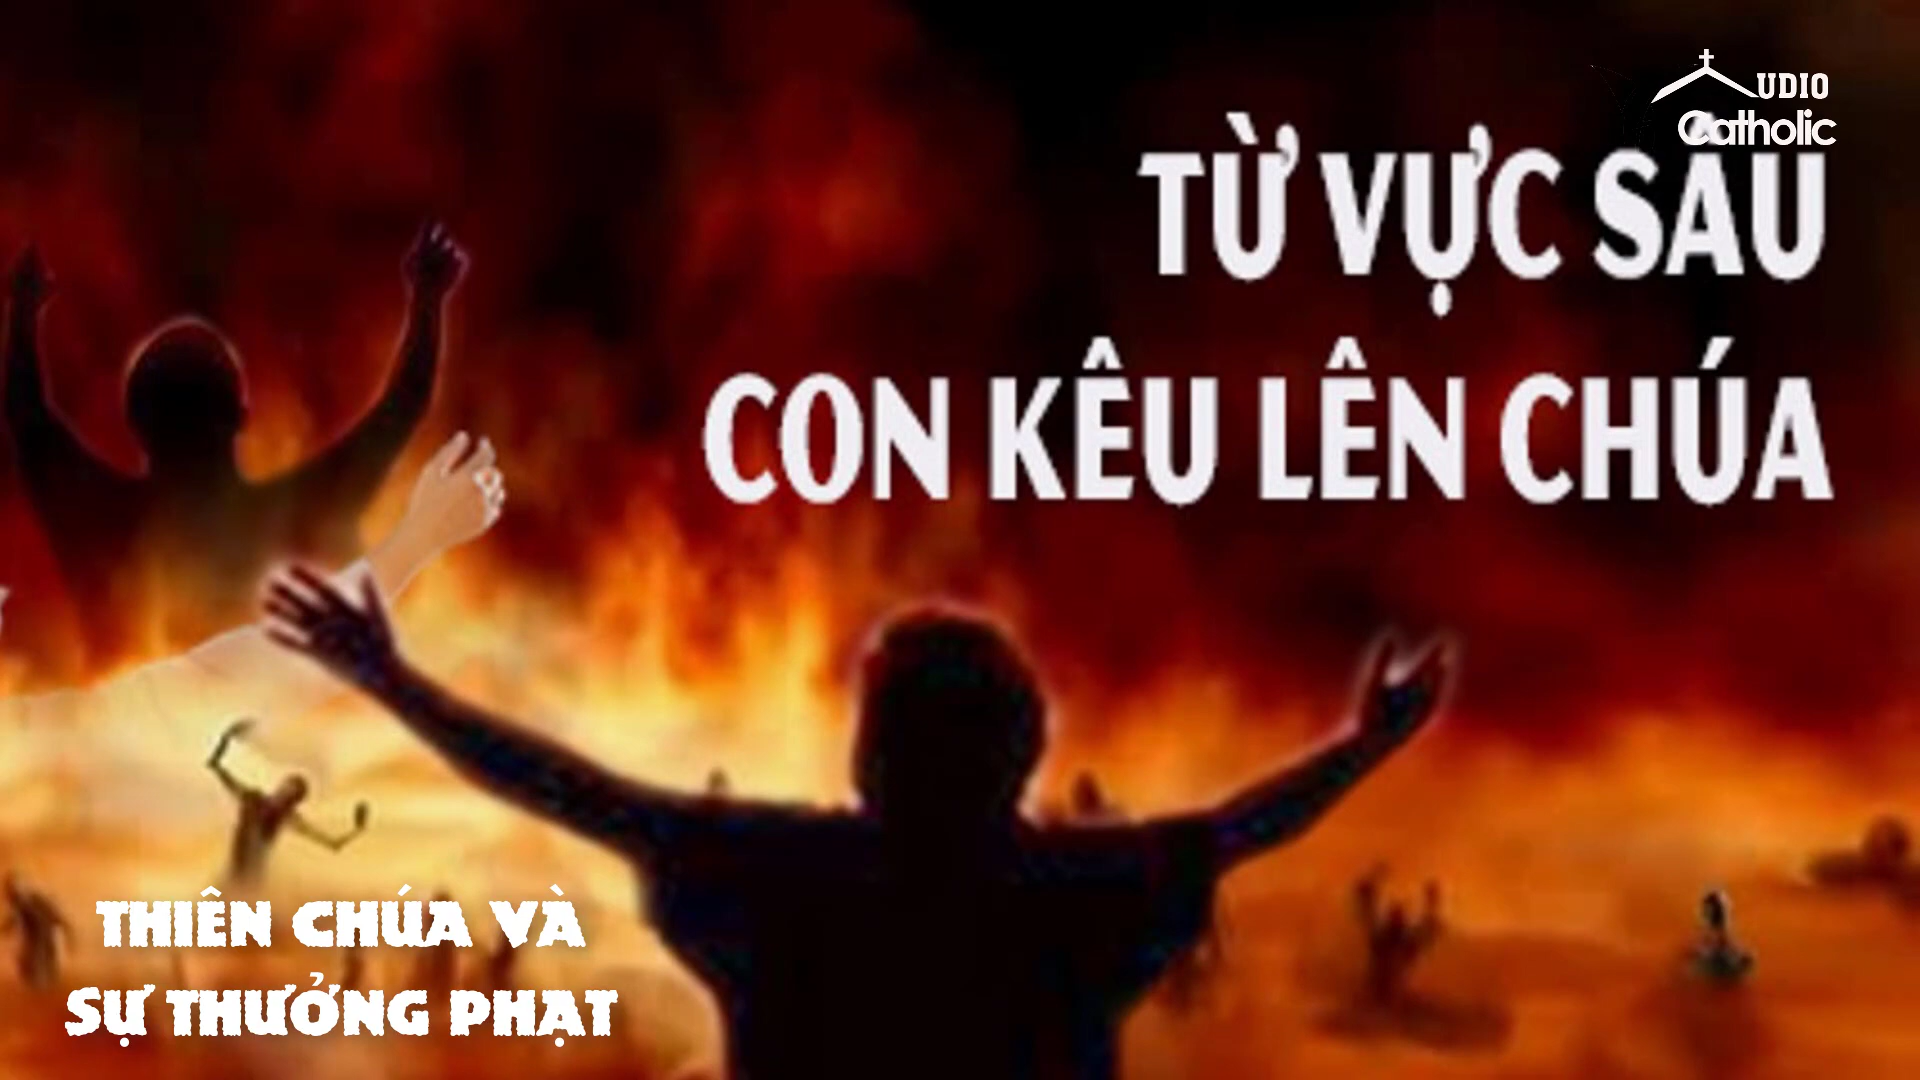 UDIO
Catholic
TỪ VỰC SÂU
CON KÊU LÊN CHÚA
THIÊN CHÚA VÀ
SỰ THƯỞNG PHẠT